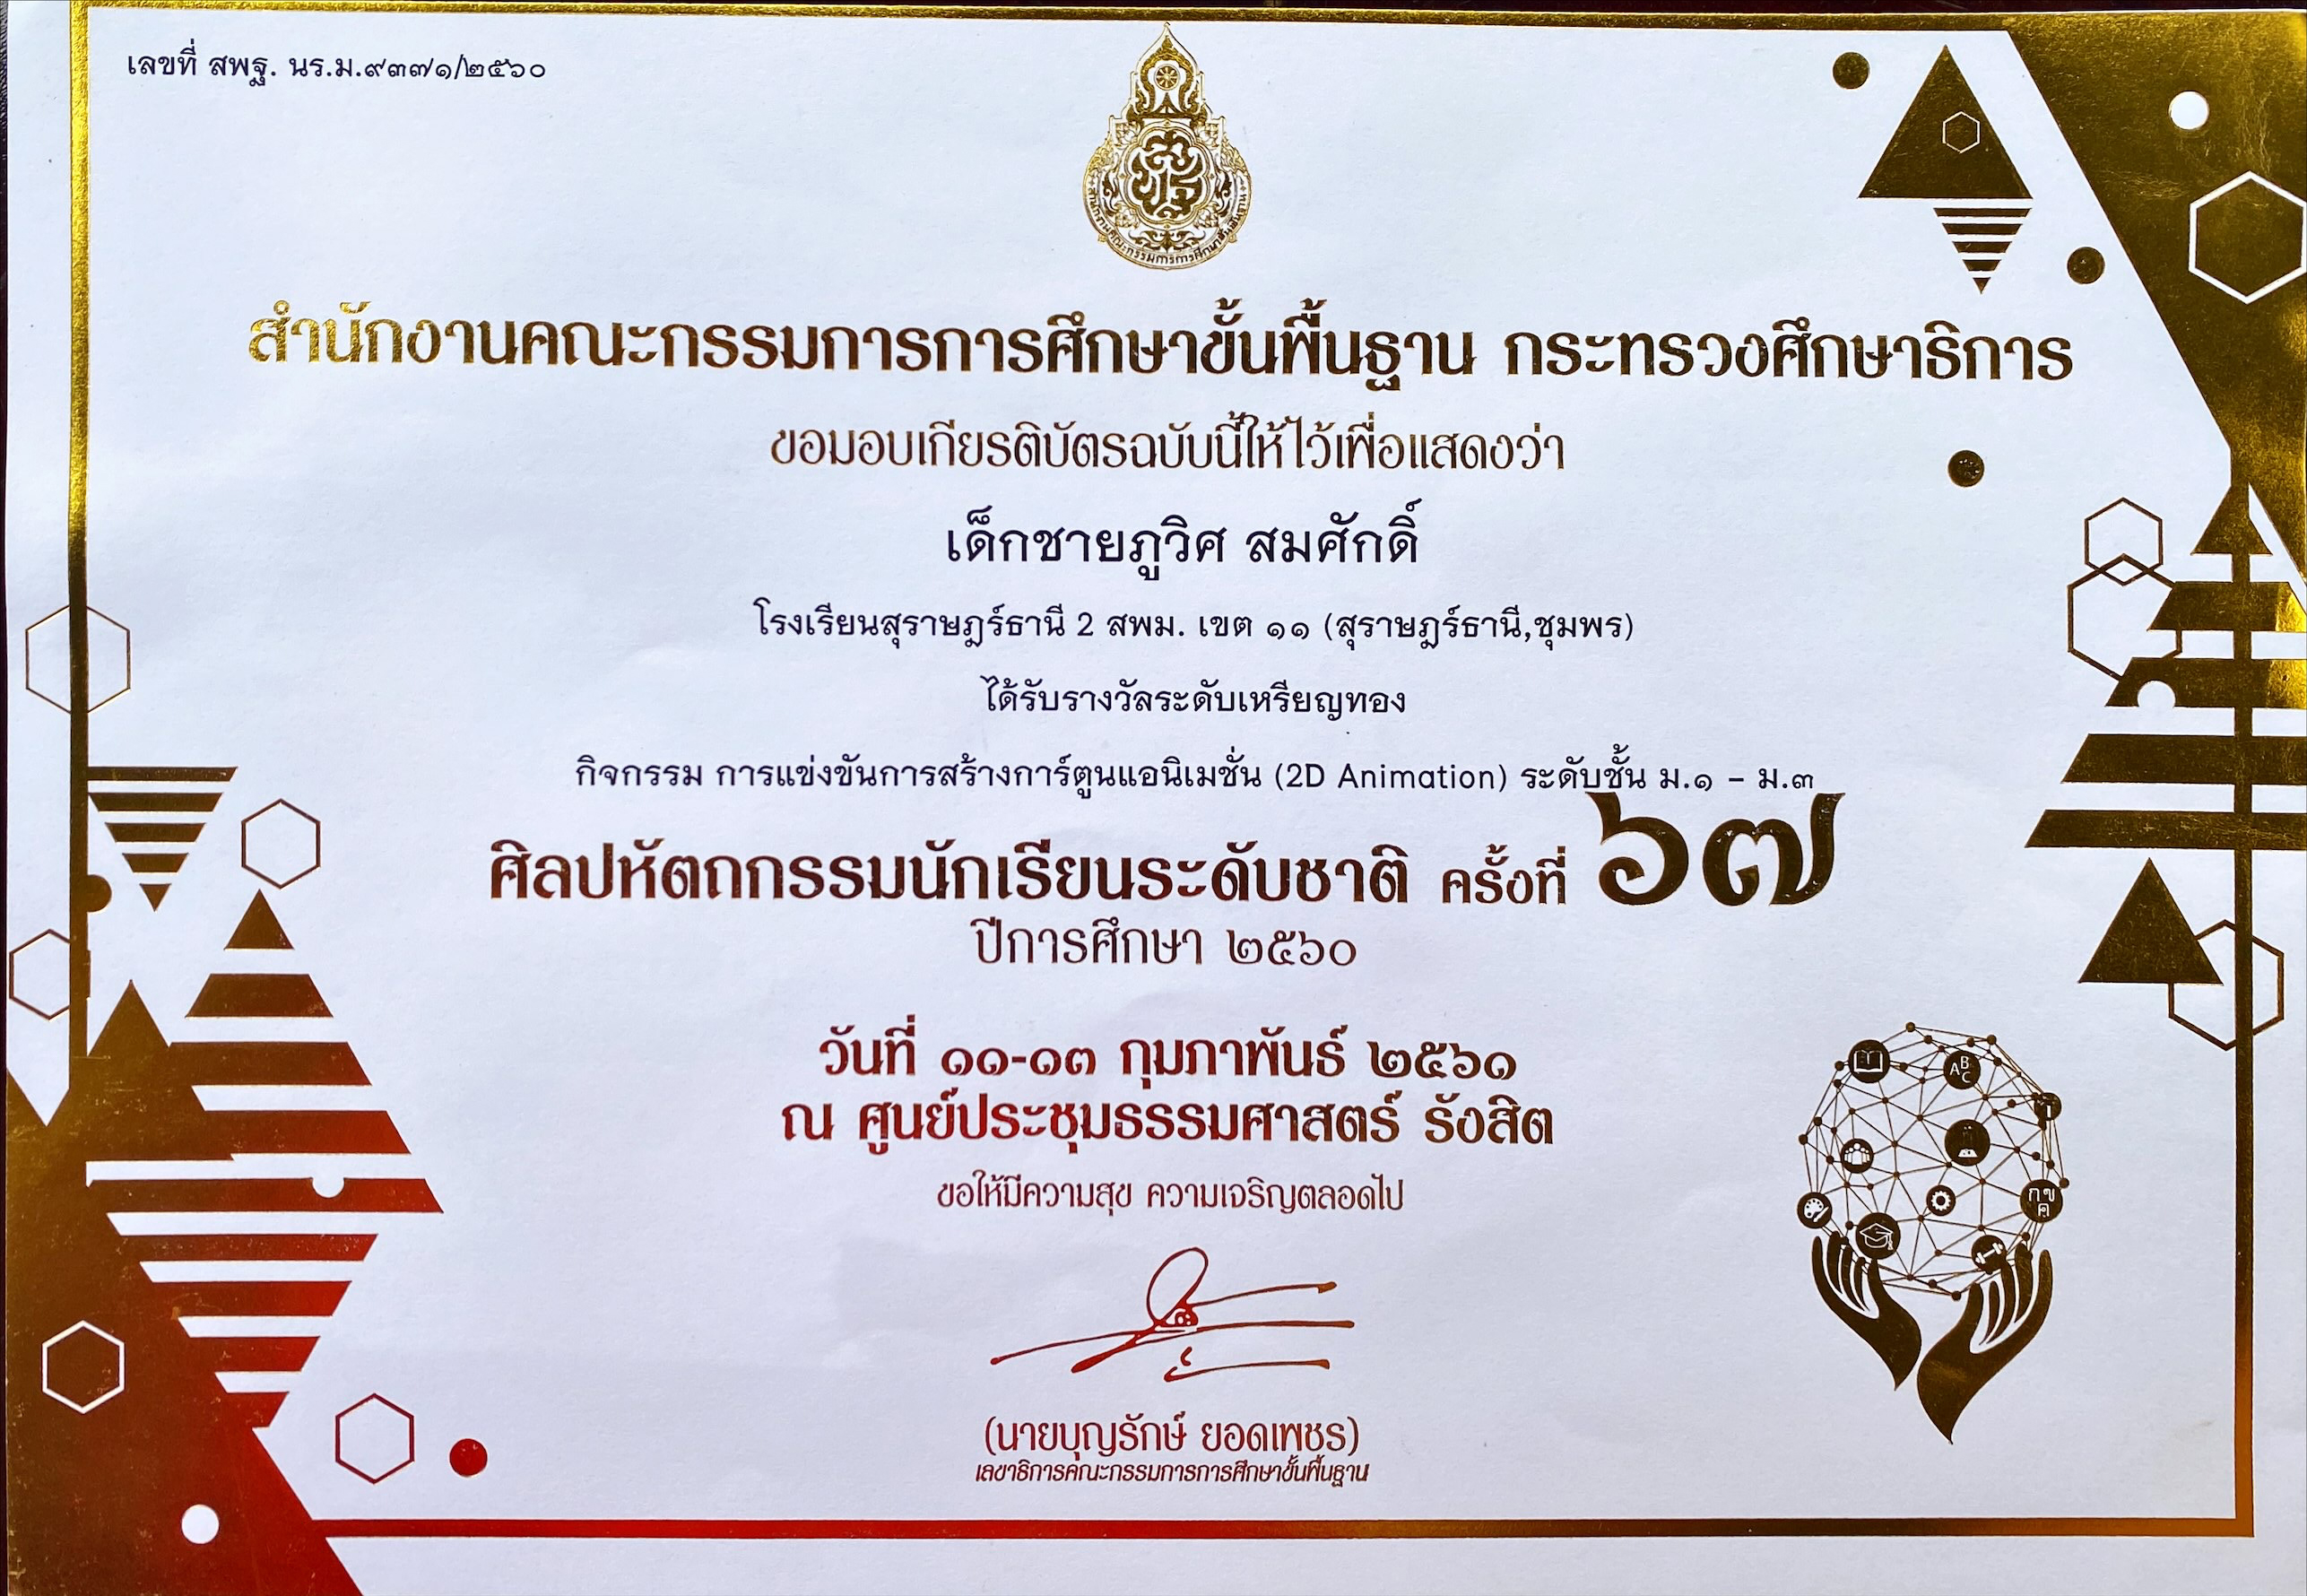 เลขที่ สพฐ. นร.ม.๙๓๗๑/๒๕๖๐
สำนักงานคณะกรรมการการศึกษาขั้นพื้นฐาน
สำนักงานคณะกรรมการการศึกษาขั้นพื้นฐาน กระทรวงศึกษาธิการ
ขอมอบเกียรติบัตรฉบับนี้ให้ไว้เพื่อแสดงว่า
เด็กชายภูวิศ สมศักดิ์
โรงเรียนสุราษฎร์ธานี 2 สพม. เขต ๑๑ (สุราษฎร์ธานี,ชุมพร)
ได้รับรางวัลระดับเหรียญทอง
กิจกรรม การแข่งขันการสร้างการ์ตูนแอนิเมชั่น (2D Animation) ระดับชั้น ม.๑ - ม.๓
ศิลปหัตถกรรมนักเรียนระดับชาติ ครั้งที่ ๖๗
ปีการศึกษา ๒๕๖๐
วันที่ ๑๑-๑๓ กุมภาพันธ์ ๒๕๖๑
ณ ศูนย์ประชุมธรรมศาสตร์ รังสิต
ขอให้มีความสุข ความเจริญตลอดไป
(นายบุญรักษ์ ยอดเพชร)
เลขาธิการคณะกรรมการการศึกษาขั้นพื้นฐาน
A B C
ก ข ค